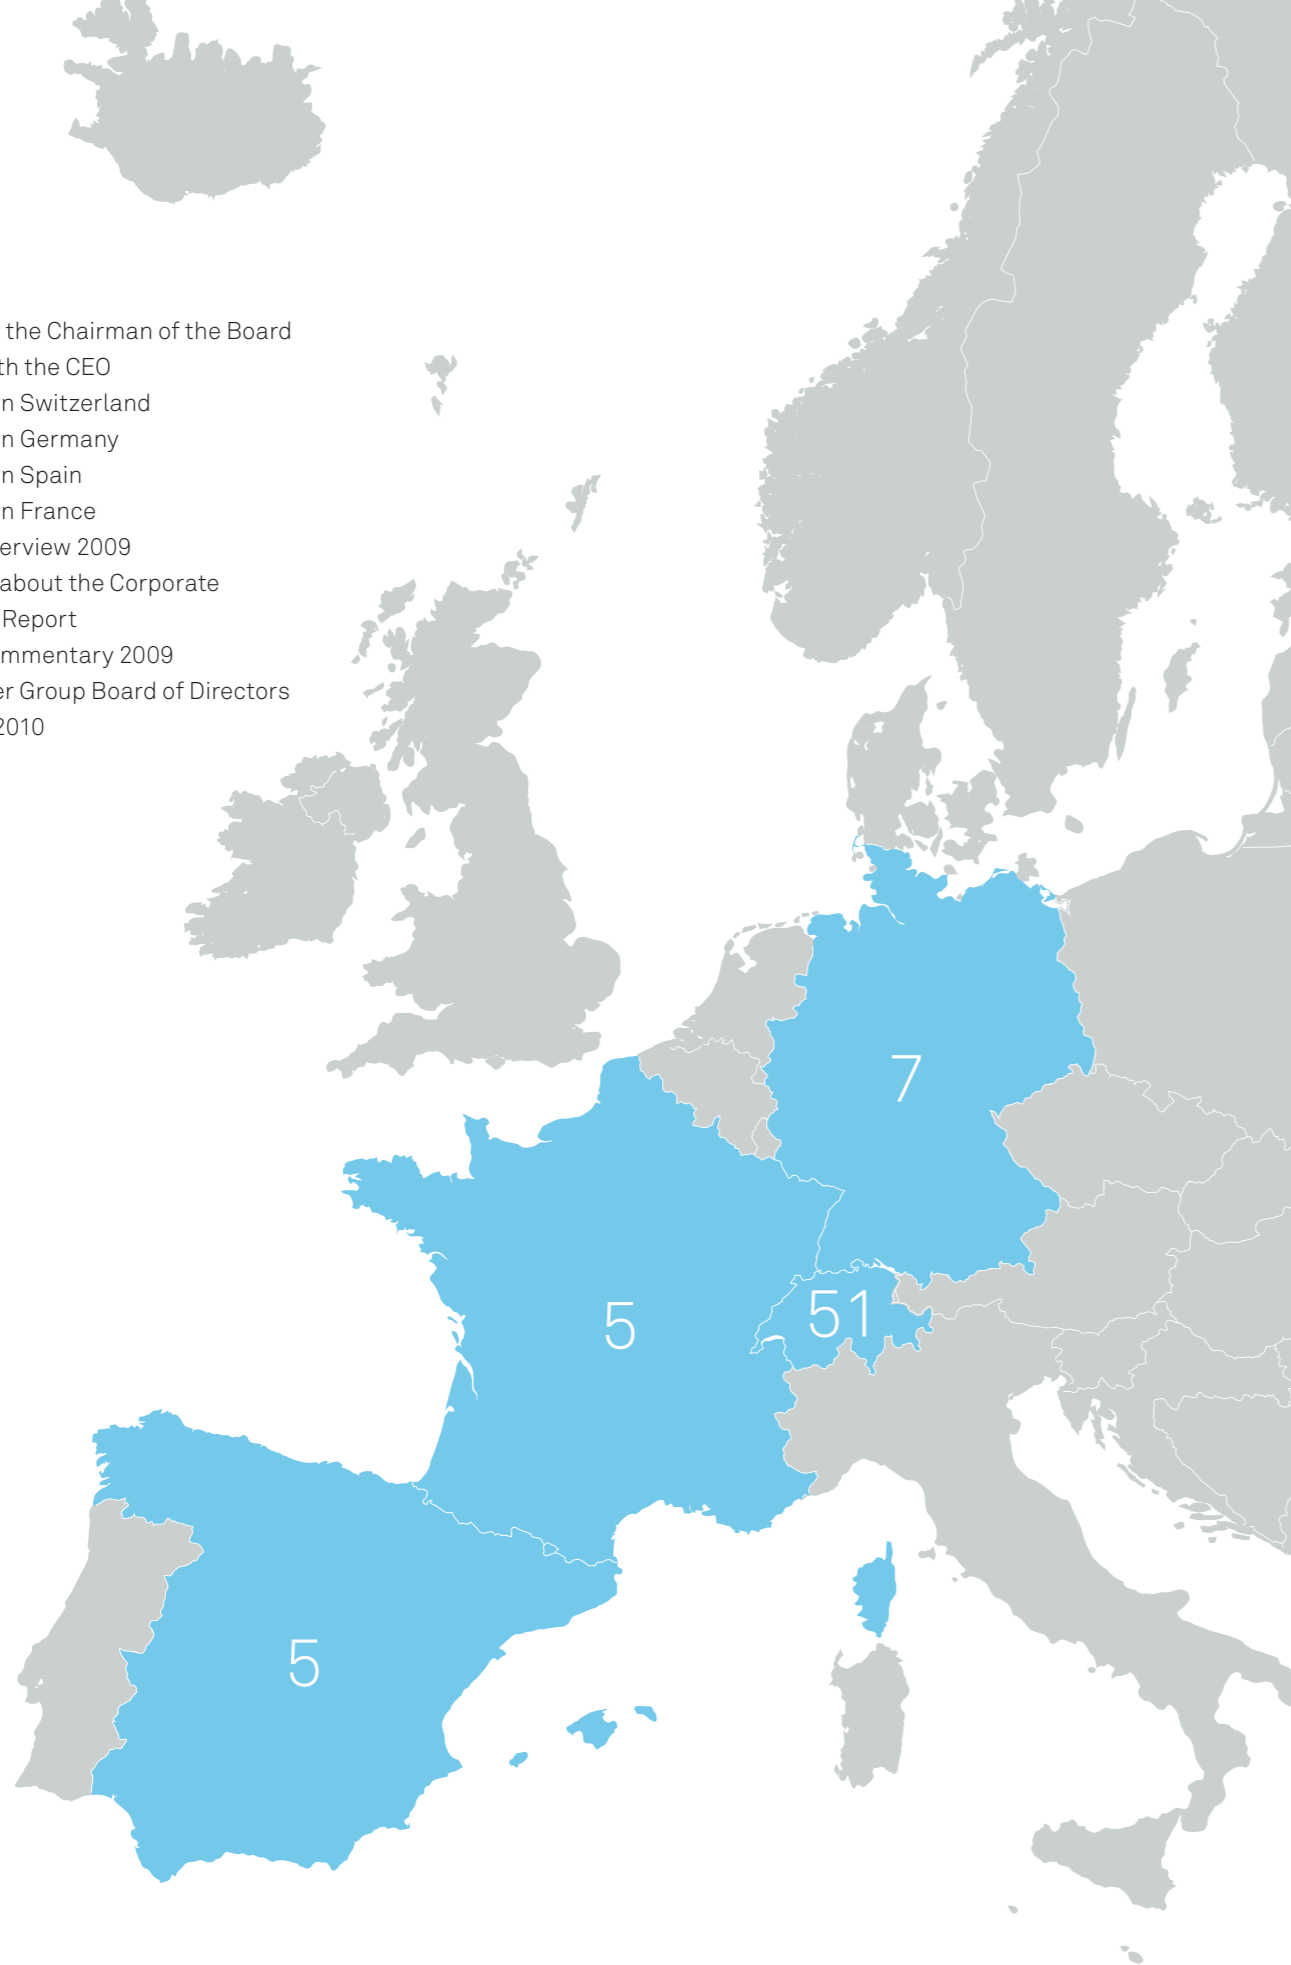 the Chairman of the Board
th the CEO
n Switzerland
n Germany
n Spain
n France
erview 2009
about the Corporate
Report
mmentary 2009
er Group Board of Directors
2010
7
5
51
5